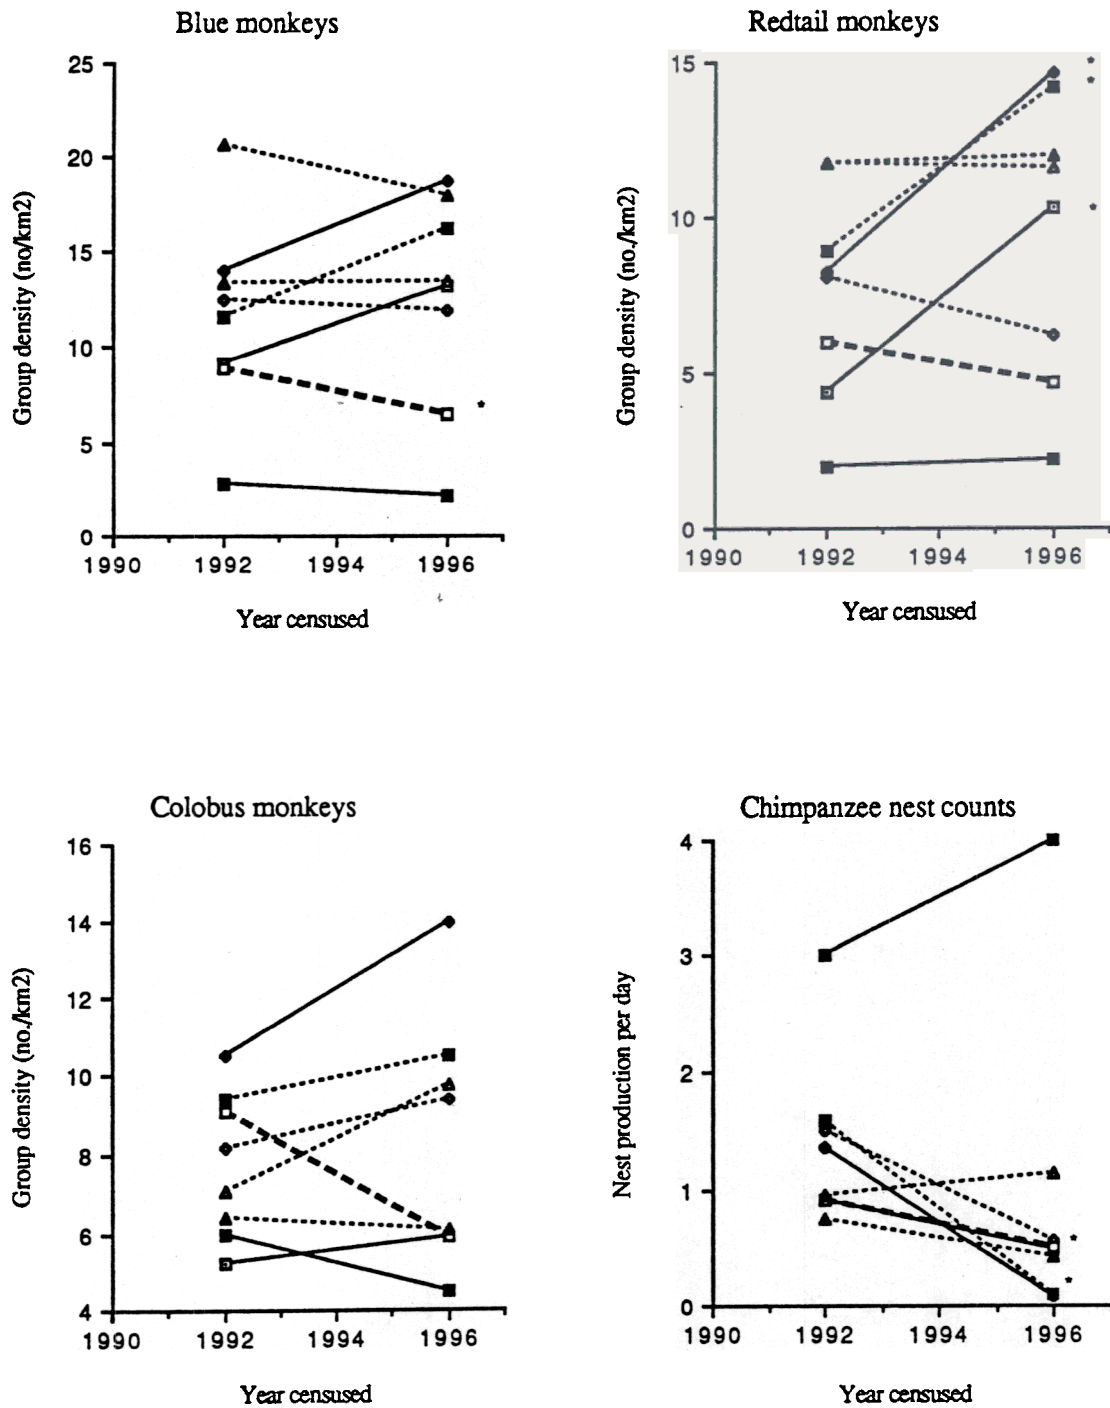 Blue monkeys
25
20
15
10
5
0
Group density (no/km2)
*
1990 1992 1994 1996
Year censused
Redtail monkeys
15
10
5
0
Group density (no./km2)
*
*
*
1990 1992 1994 1996
Year censused
Colobus monkeys
16
14
12
10
8
6
4
Group density (no./km2)
1990 1992 1994 1996
Year censused
Chimpanzee nest counts
4
3
2
1
0
Nest production per day
*
*
1990 1992 1994 1996
Year censused